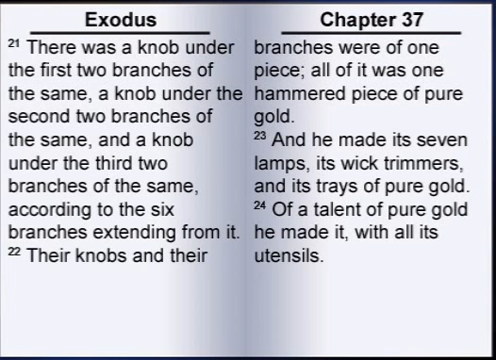 Exodus
Chapter 37
21 There was a knob under
the first two branches of
the same, a knob under the
second two branches of
the same, and a knob
under the third two
branches of the same,
according to the six
branches extending from it.
22 Their knobs and their
branches were of one
piece; all of it was one
hammered piece of pure
gold.
23 And he made its seven
lamps, its wick trimmers,
and its trays of pure gold.
24 Of a talent of pure gold
he made it, with all its
utensils.